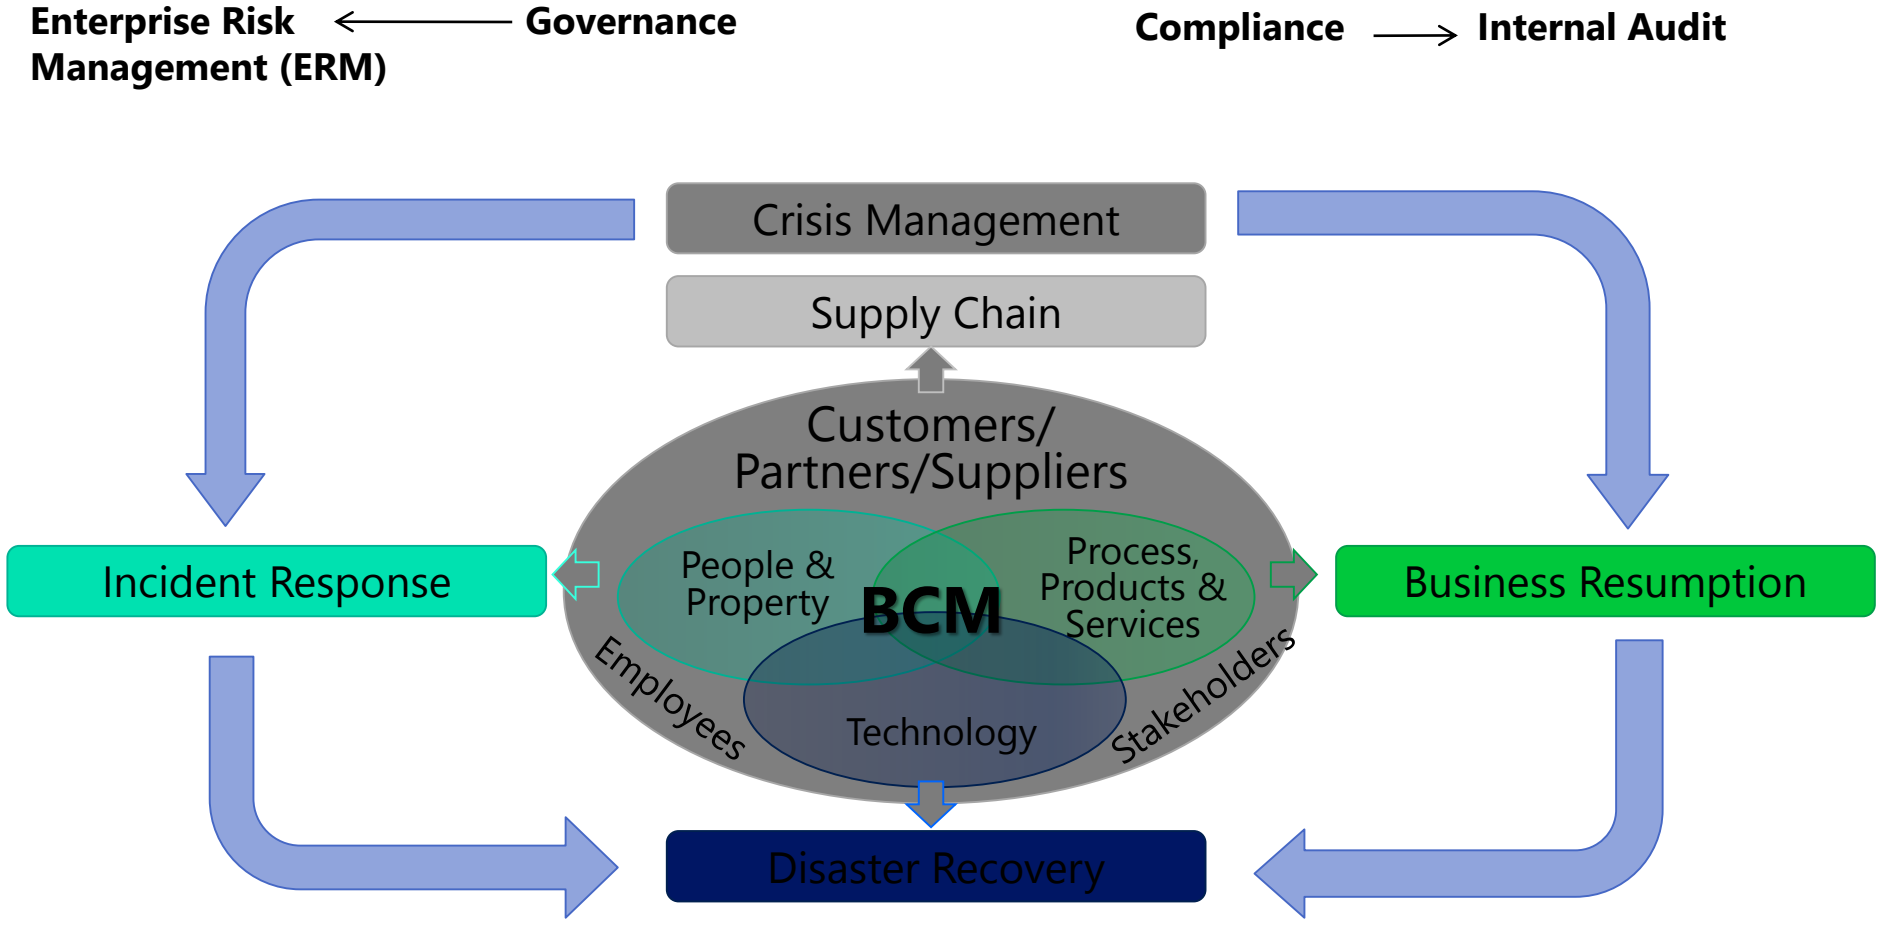 Enterprise Risk
Management (ERM)
Governance
Compliance
Internal Audit
Crisis Management
Supply Chain
Customers/
Partners/Suppliers
People &
Property
Process,
Products &
Services
BCM
Incident Response
Business Resumption
Employees
Stakeholders
Technology
Disaster Recovery